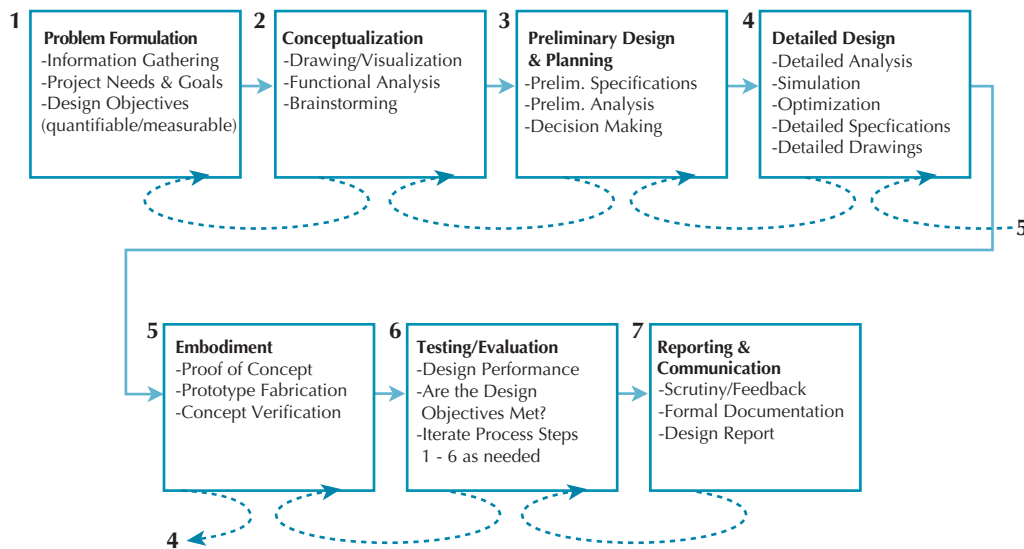 1
Problem Formulation
-Information Gathering
-Project Needs & Goals
-Design Objectives
(quantifiable/measurable)
2
Conceptualization
-Drawing/Visualization
-Functional Analysis
-Brainstorming
3
Preliminary Design
& Planning
-Prelim. Specifications
-Prelim. Analysis
-Decision Making
4
Detailed Design
-Detailed Analysis
-Simulation
-Optimization
-Detailed Specfications
-Detailed Drawings
5
5
Embodiment
-Proof of Concept
-Prototype Fabrication
-Concept Verification
4
6
Testing/Evaluation
-Design Performance
-Are the Design
Objectives Met?
-Iterate Process Steps
1 - 6 as needed
7
Reporting &
Communication
-Scrutiny/Feedback
-Formal Documentation
-Design Report